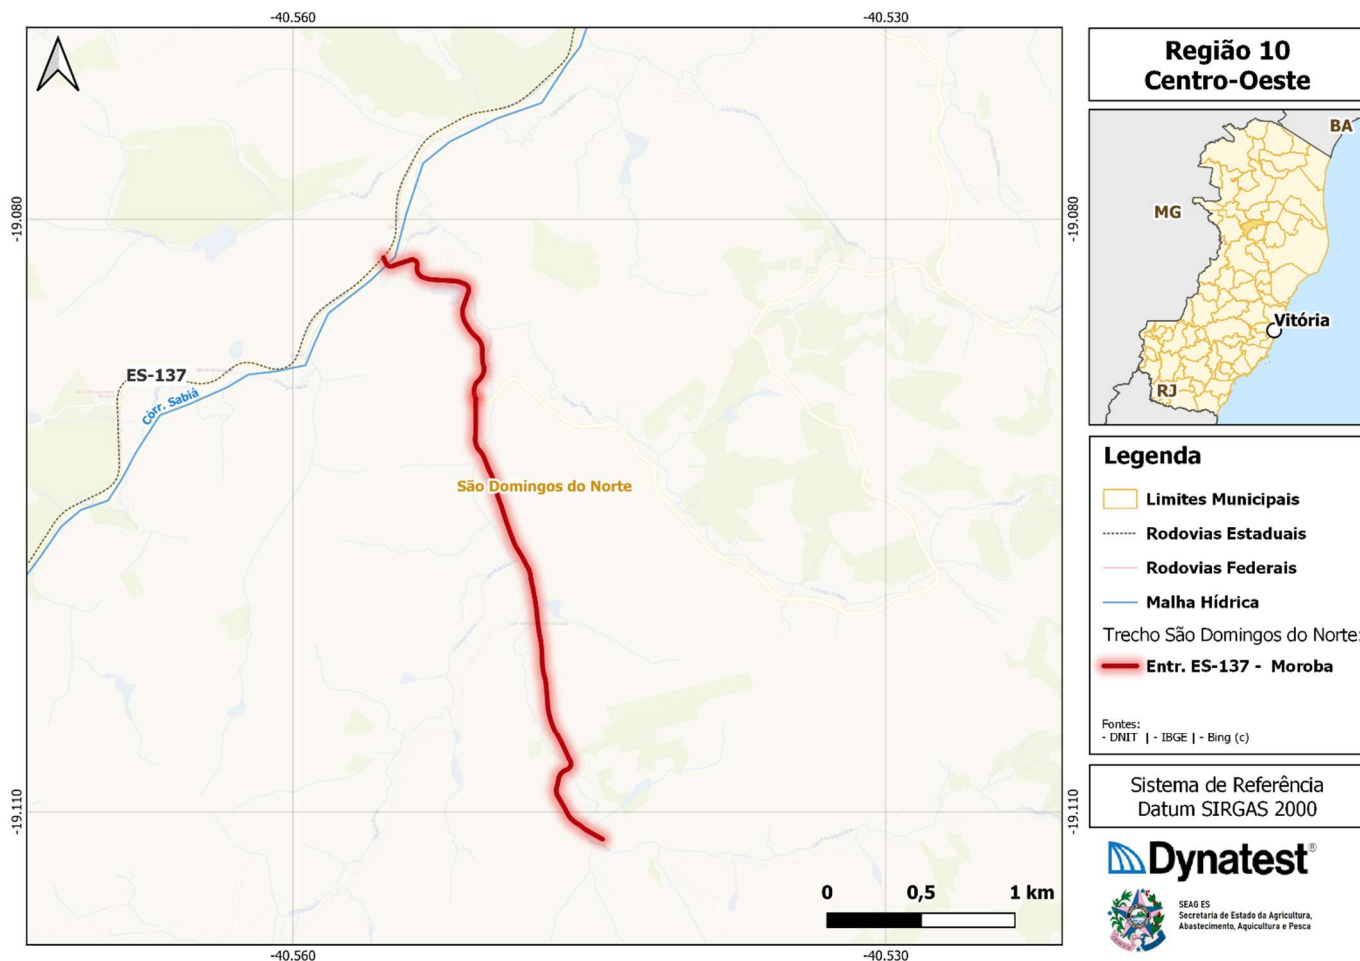 -40.560
-40.530
-19.080
-19.080
ES-137
Córr. Sabiá
São Domingos do Norte
-19.110
-19.110
0 0,5 1 km
-40.560
-40.530
Região 10
Centro-Oeste
BA
MG
Vitória
RJ
Legenda
Limites Municipais
Rodovias Estaduais
Rodovias Federais
Malha Hídrica
Trecho São Domingos do Norte:
Entr. ES-137 - Moroba
Fontes:
- DNIT | - IBGE | - Bing (c)
Sistema de Referência
Datum SIRGAS 2000
Dynatest®
SEAG ES
Secretaria de Estado da Agricultura,
Abastecimento, Aquicultura e Pesca